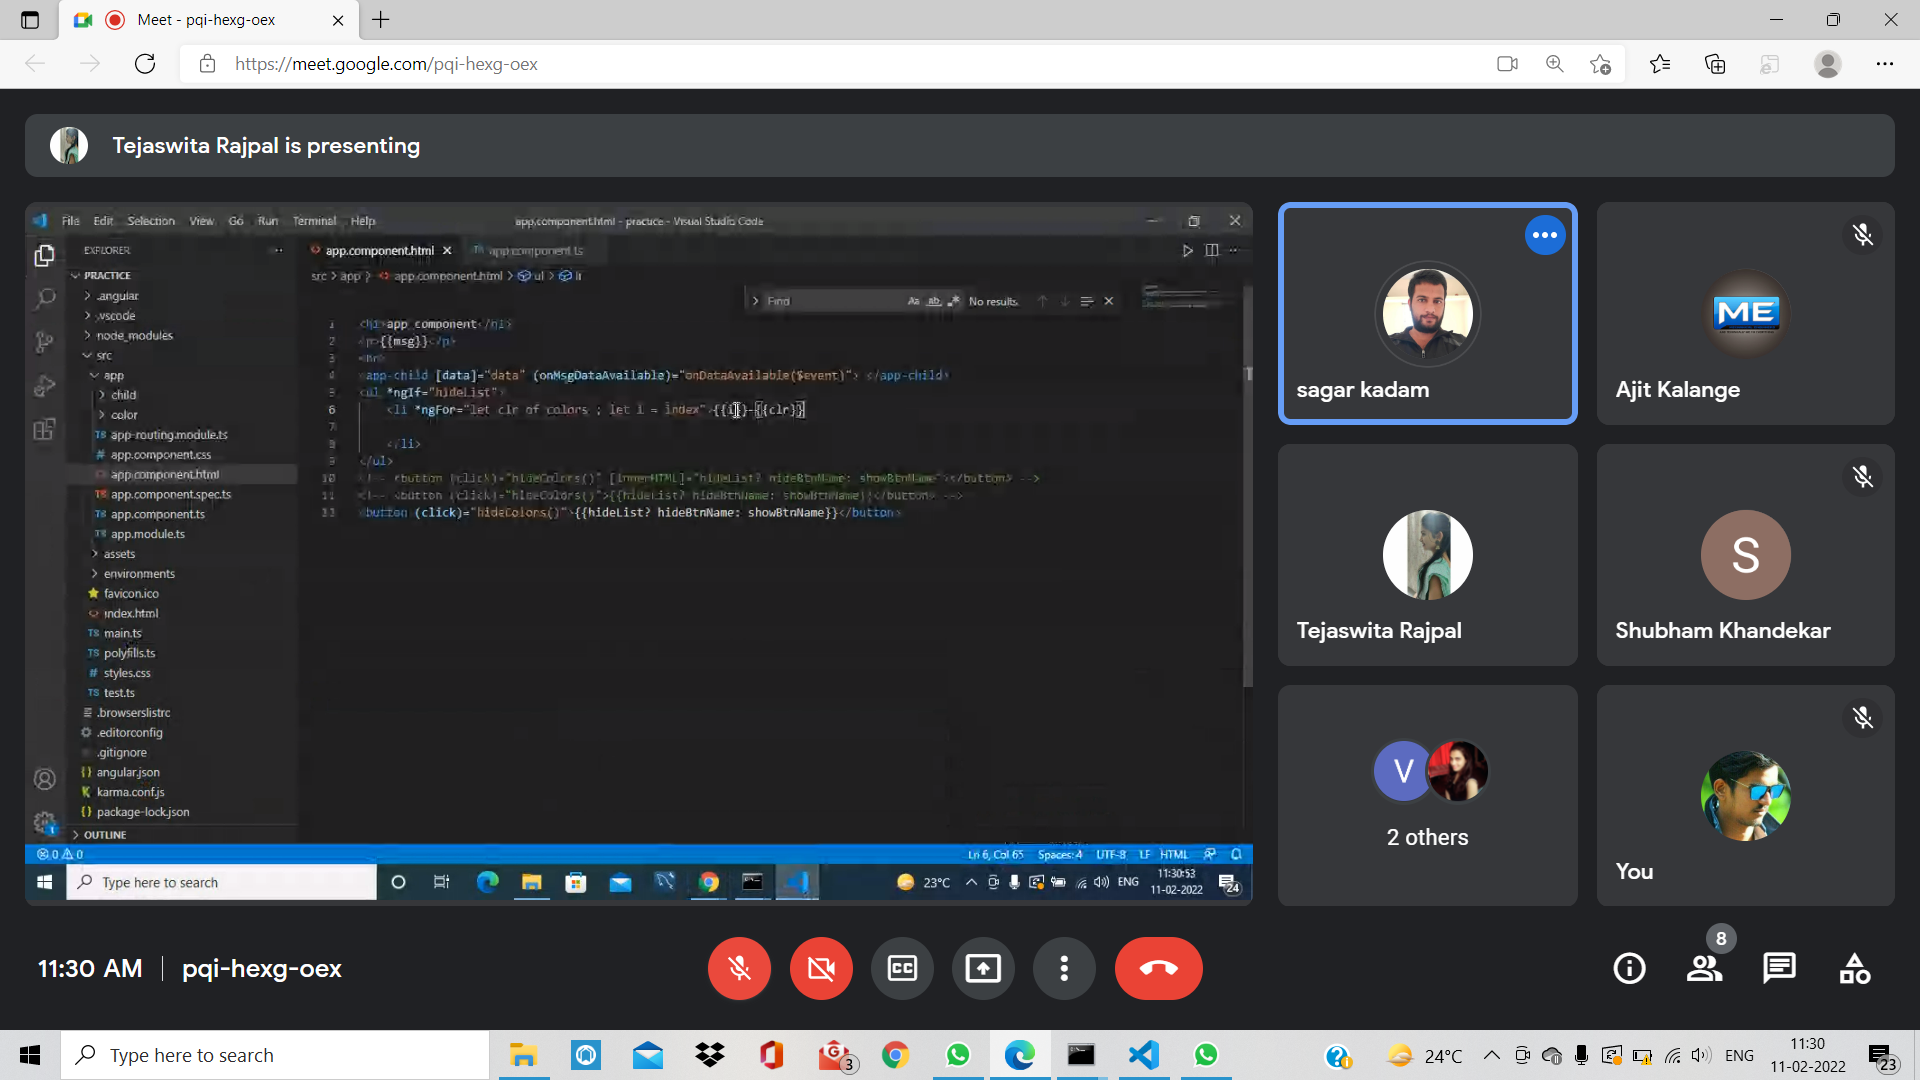 Meet - pqi-hexg-oex
https://meet.google.com/pqi-hexg-oex
Tejaswita Rajpal is presenting
File Edit Selection View Go Run Terminal Help
app.component.html - practice - Visual Studio Code
EXPLORER
app.component.html
TS app.component.ts
PRACTICE
src > app > app.component.html > ul > li
.angular
.vscode
node_modules
src
app
child
color
TS app-routing.module.ts
# app.component.css
app.component.html
TS app.component.spec.ts
TS app.component.ts
TS app.module.ts
assets
environments
favicon.ico
index.html
TS main.ts
TS polyfills.ts
# styles.css
TS test.ts
.browserslistrc
.editorconfig
.gitignore
{} angular.json
K karma.conf.js
{} package-lock.json
OUTLINE
Find Aa ab No results.
1 <h1>app component</h1>
2 <p>{{msg}}</p>
3 <hr>
4 <app-child [data]="data" (onMsgDataAvailable)="onDataAvailable($event)"> </app-child>
5 <ul *ngIf="hideList">
6 <li *ngFor="let clr of colors ; let i = index">{{i}}-{{clr}}
7
8 </li>
9 </ul>
10 <!-- <button (click)="hideColors()" [innerHTML]="hideList? hideBtnName: showBtnName"></button> -->
11 <!-- <button (click)="hideColors()">{{hideList? hideBtnName: showBtnName}}</button> -->
12 <button (click)="hideColors()">{{hideList? hideBtnName: showBtnName}}</button>
0 0
Ln 6, Col 65 Spaces: 4 UTF-8 LF HTML
Type here to search
23°C
ENG
11:30:53
11-02-2022
24
sagar kadam
ME
Ajit Kalange
Tejaswita Rajpal
S
Shubham Khandekar
V
2 others
You
11:30 AM | pqi-hexg-oex
CC
8
Type here to search
3
24°C
ENG
11:30
11-02-2022
23